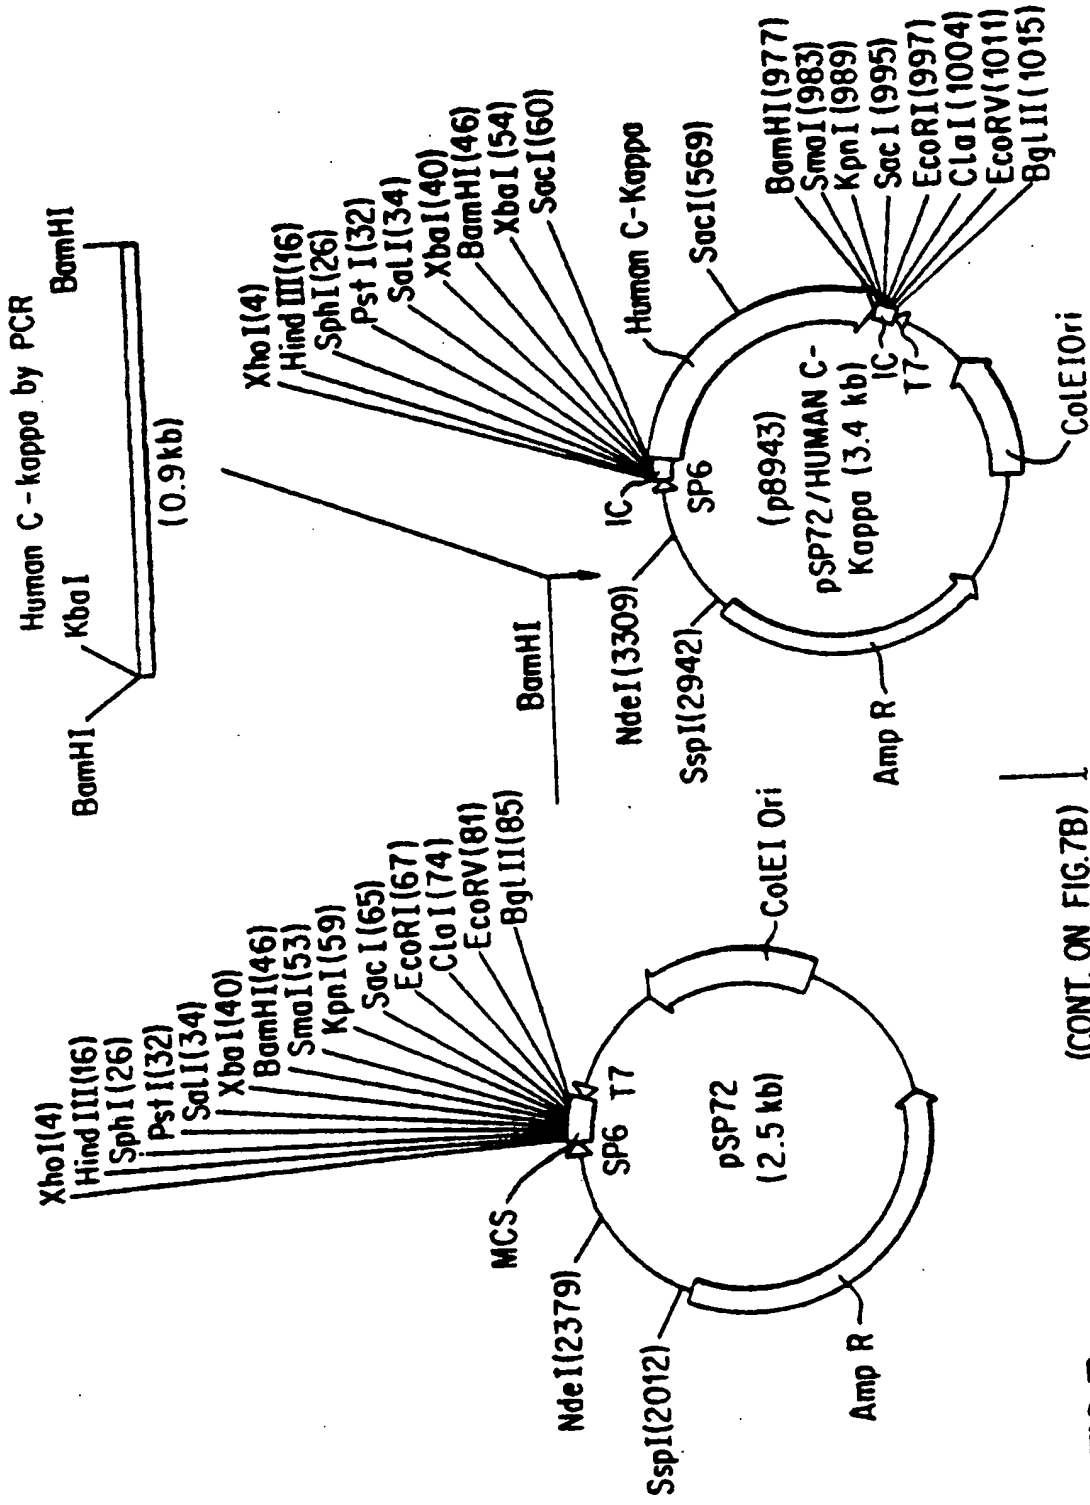 Human C-kappa by PCR
BamHI
KbaI
BamHI
(0.9kb)
XhoI(4)
Hind III(16)
SphI(26)
PstI(32)
SalI(34)
XbaI(40)
BamHI(46)
SmaI(53)
KpnI(59)
SacI(65)
EcoRI(67)
ClaI(74)
EcoRV(81)
BglII(85)
MCS
SP6
T7
NdeI(2379)
SspI(2012)
pSP72
(2.5 kb)
ColEI Ori
Amp R
BamHI
XhoI(4)
Hind III(16)
SphI(26)
Pst I(32)
SalI(34)
XbaI(40)
BamHI(46)
XbaI(54)
SacI(60)
IC
SP6
Human C-Kappa
SacI(569)
NdeI(3309)
SspI(2942)
(p8943)
pSP72/HUMAN C-
Kappa (3.4 kb)
IC
T7
BamHI(977)
SmaI(983)
KpnI(989)
Sac I(995)
EcoRI(997)
ClaI(1004)
EcoRV(1011)
BglII(1015)
ColEIOri
Amp R
(CONT. ON FIG.7B)